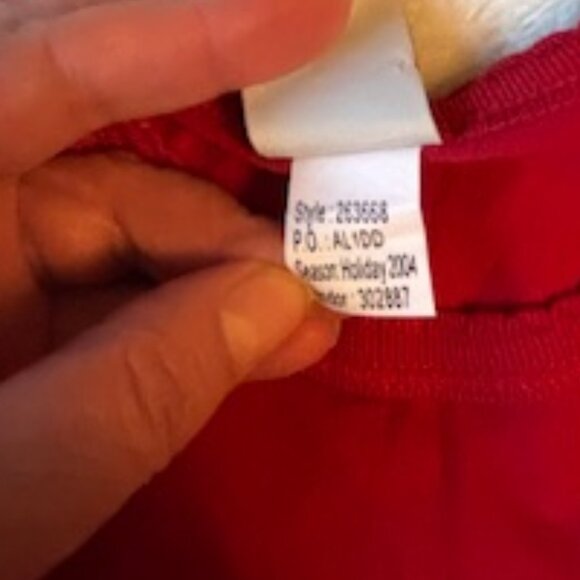 Style : 263668
P.O. : AL1DD
Season Holiday 2004
: 302887